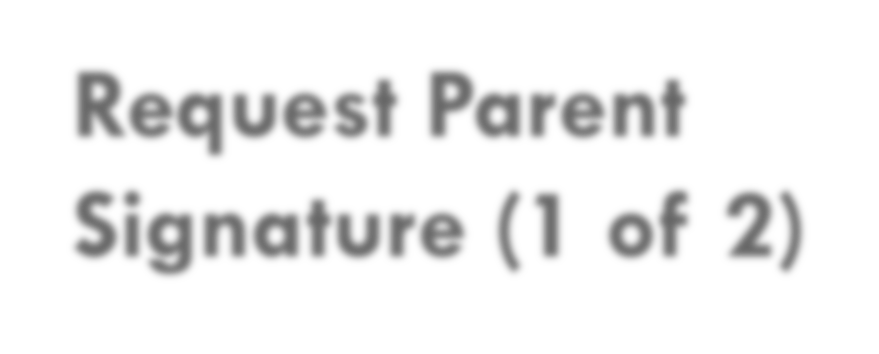 Request Parent
Signature (1 of 2)